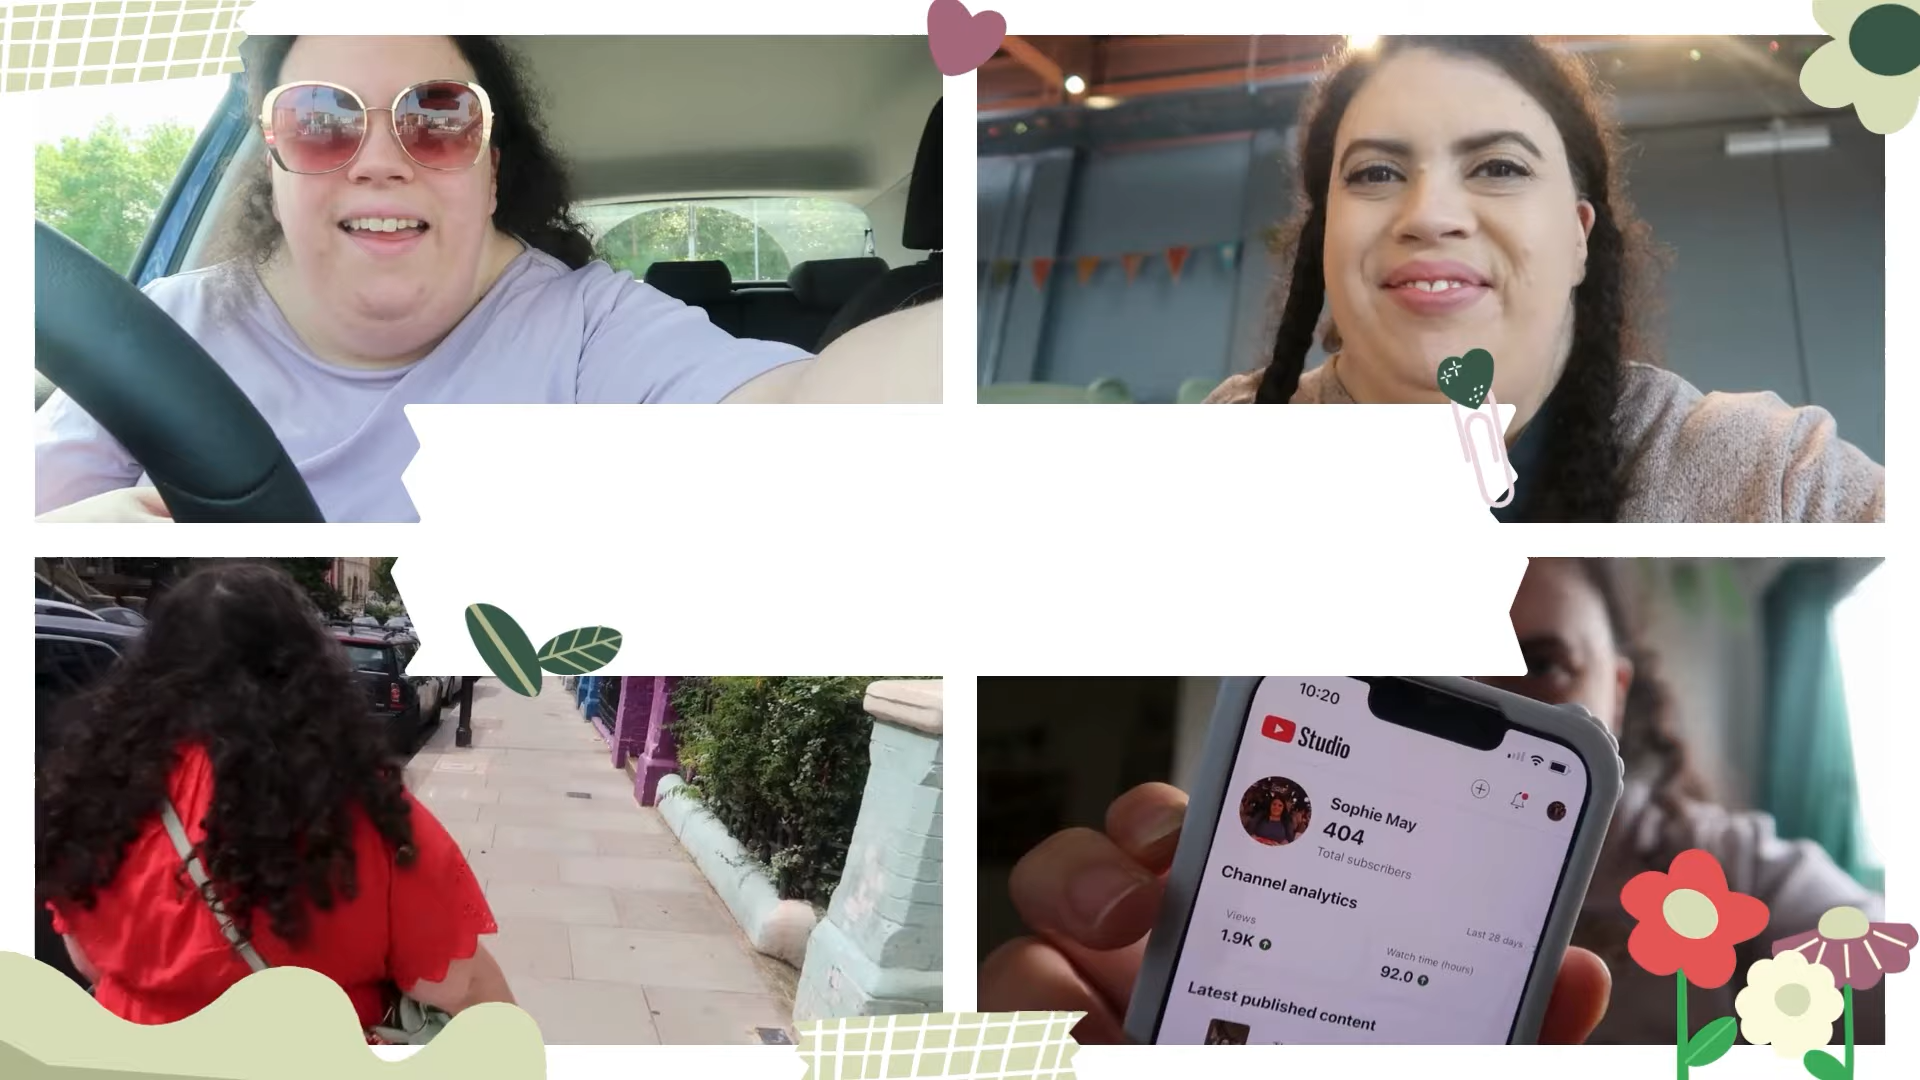 10:20
Studio
Sophie May
404
Total subscribers
Channel analytics
Last 28 days
Views
1.9K
Watch time (hours)
92.0
Latest published content